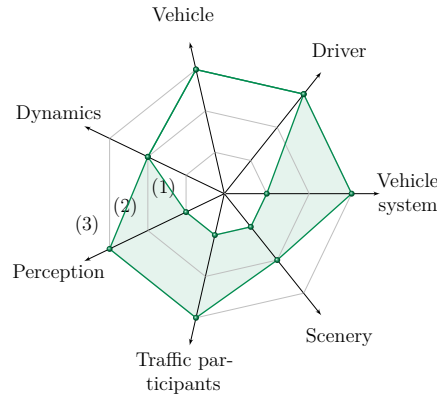 Vehicle
Driver
Dynamics
Vehicle
system
(1)
(2)
(3)
Perception
Scenery
Traffic par-
ticipants